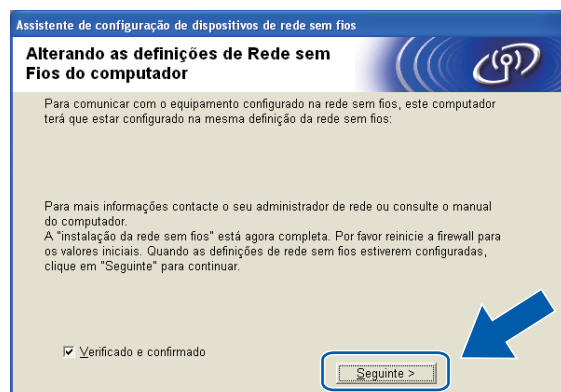 Assistente de configuração de dispositivos de rede sem fios
Alterando as definições de Rede sem
Fios do computador
Para comunicar com o equipamento configurado na rede sem fios, este computador
terá que estar configurado na mesma definição da rede sem fios:
Para mais informações contacte o seu administrador de rede ou consulte o manual
do computador.
A "instalação da rede sem fios" está agora completa. Por favor reinicie a firewall para
os valores iniciais. Quando as definições de rede sem fios estiverem configuradas,
clique em "Seguinte" para continuar.
Verificado e confirmado
Seguinte >